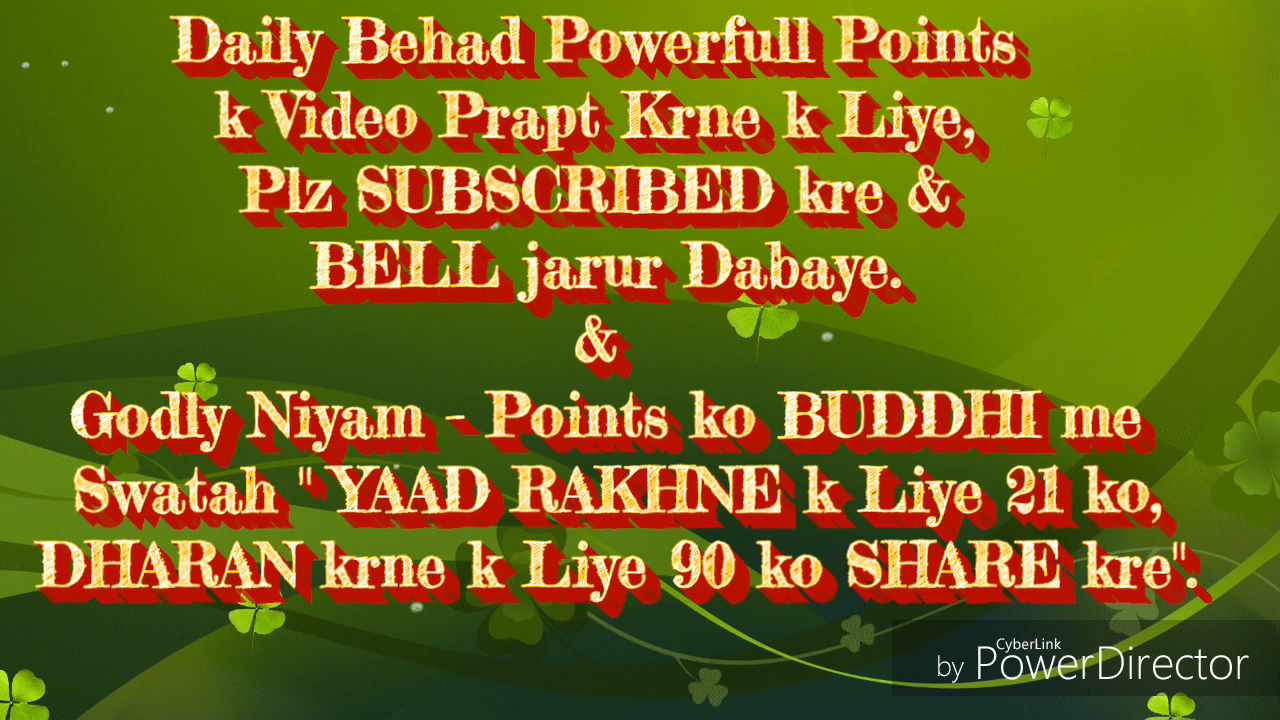 Daily Behad Powerfull Points
k Video Prapt Krne k Liye,
Plz SUBSCRIBED kre &
BELL jarur Dabaye.
&
Godly Niyam - Points ko BUDDHI me
Swatah "YAAD RAKHNE k Liye 21 ko,
DHARAN krne k Liye 90 ko SHARE kre".
CyberLink
by PowerDirector